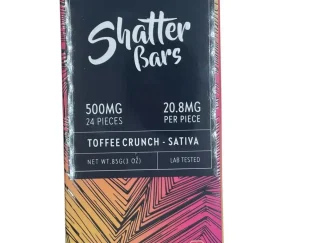 Shatter
Bars
500MG
20.8MG
24 PIECES
PER PIECE
TOFFEE CRUNCH - SATIVA
NET WT.85G(3 OZ)
LAB TESTED